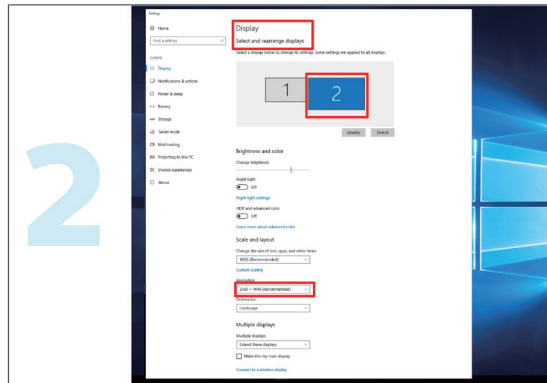 2
Settings
Home
Find a setting
System
Display
Notifications & actions
Power & sleep
Battery
Storage
Tablet mode
Multitasking
Projecting to this PC
Shared experiences
About
Display
Select and rearrange displays
Select a display below to change its settings. Some settings are applied to all displays.
1 2
Identify Detect
Brightness and color
Change brightness
Night light
Off
Night light settings
HDR and advanced color
Off
Learn more about advanced color
Scale and layout
Change the size of text, apps, and other items
100% (Recommended)
Custom scaling
Resolution
2560 × 1440 (Recommended)
Orientation
Landscape
Multiple displays
Multiple displays
Extend these displays
Make this my main display
Connect to a wireless display